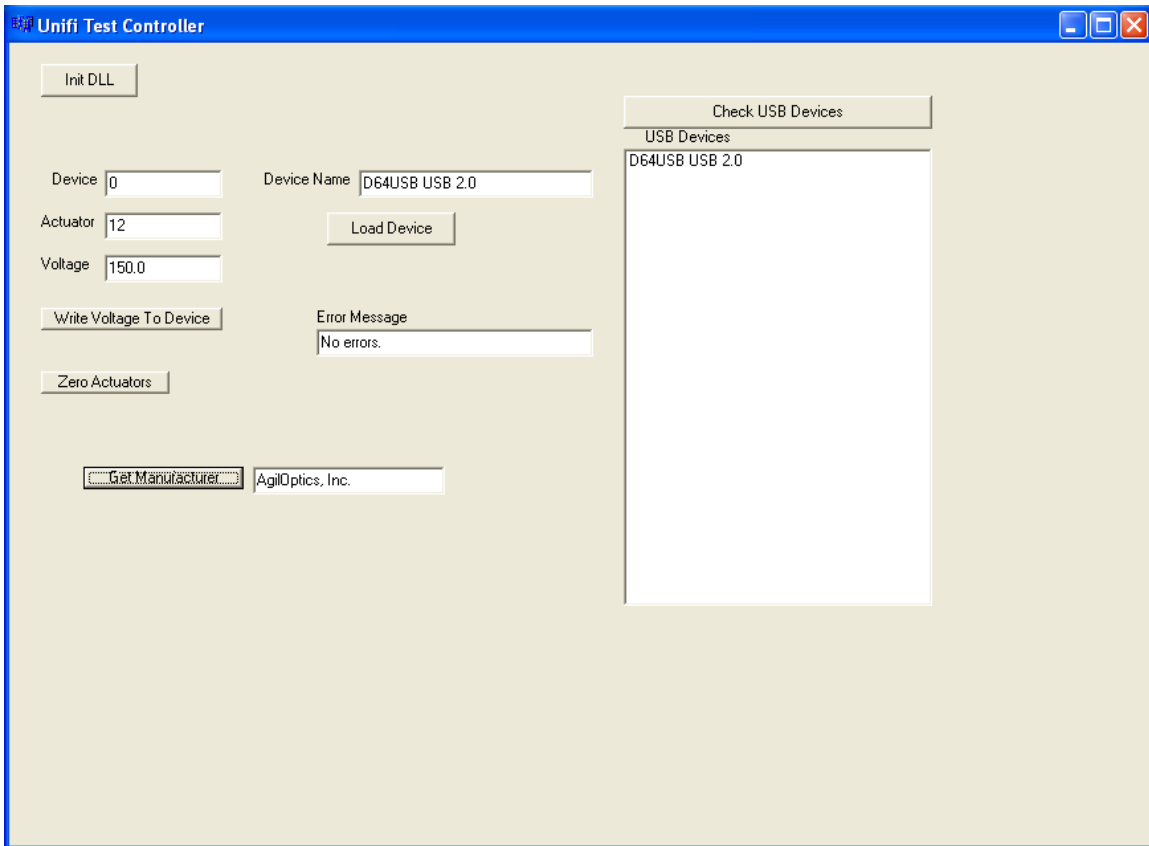 Unifi Test Controller
Init DLL
Check USB Devices
USB Devices
D64USB USB 2.0
Device 0
Device Name D64USB USB 2.0
Actuator 12
Load Device
Voltage 150.0
Write Voltage To Device
Error Message
No errors.
Zero Actuators
Get Manufacturer
AgilOptics, Inc.